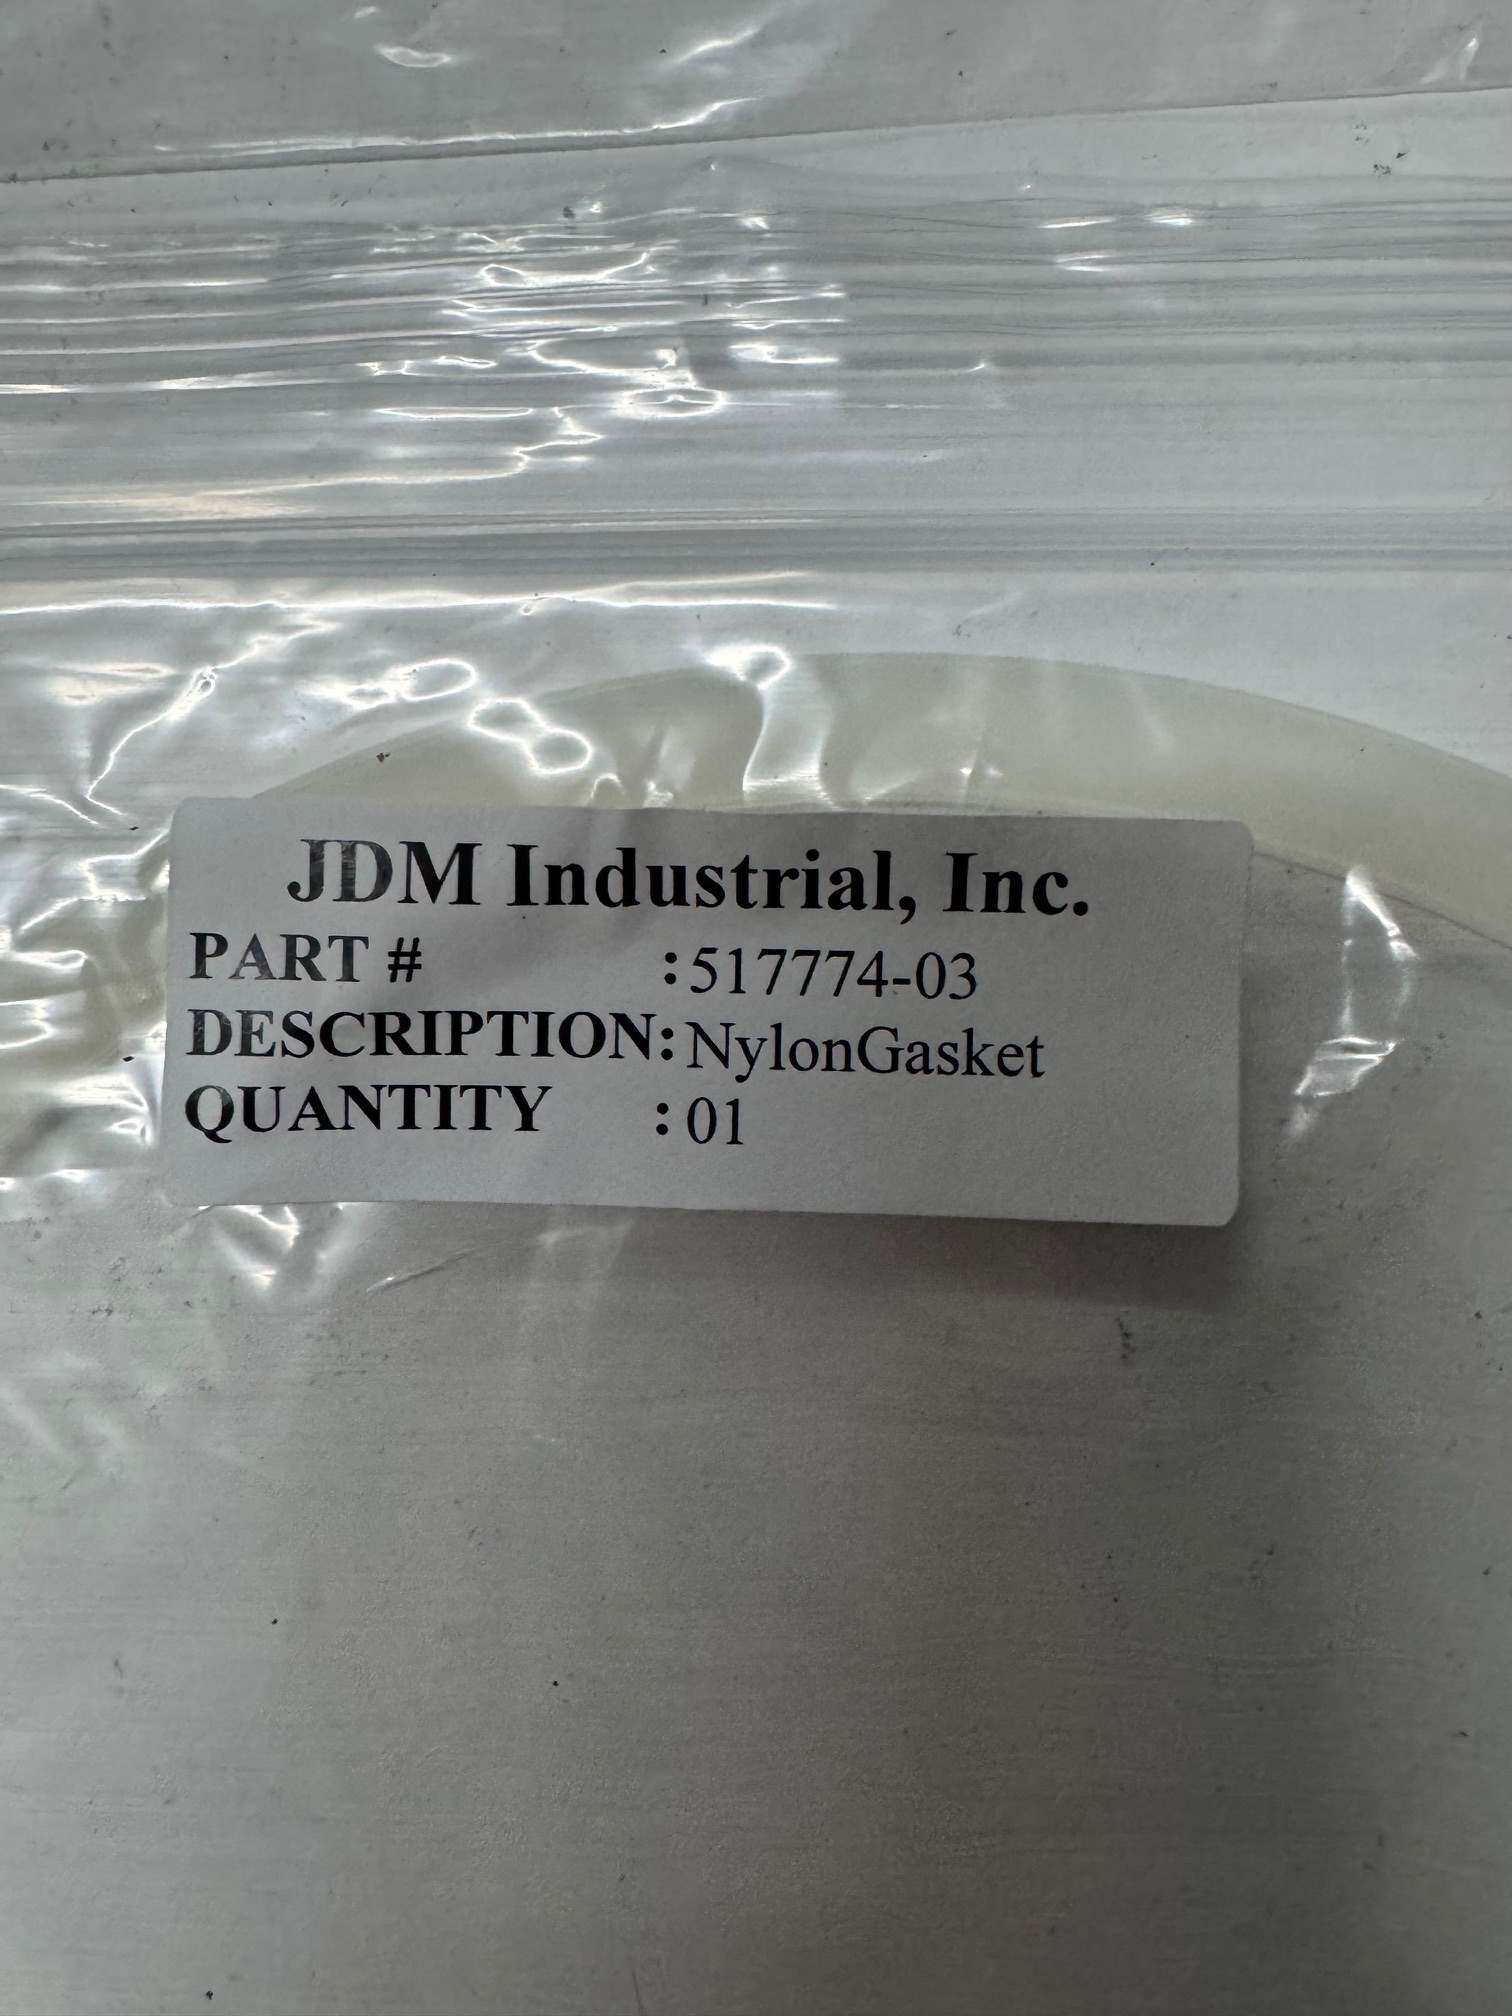 JDM Industrial, Inc.
PART # :517774-03
DESCRIPTION: NylonGasket
QUANTITY : 01